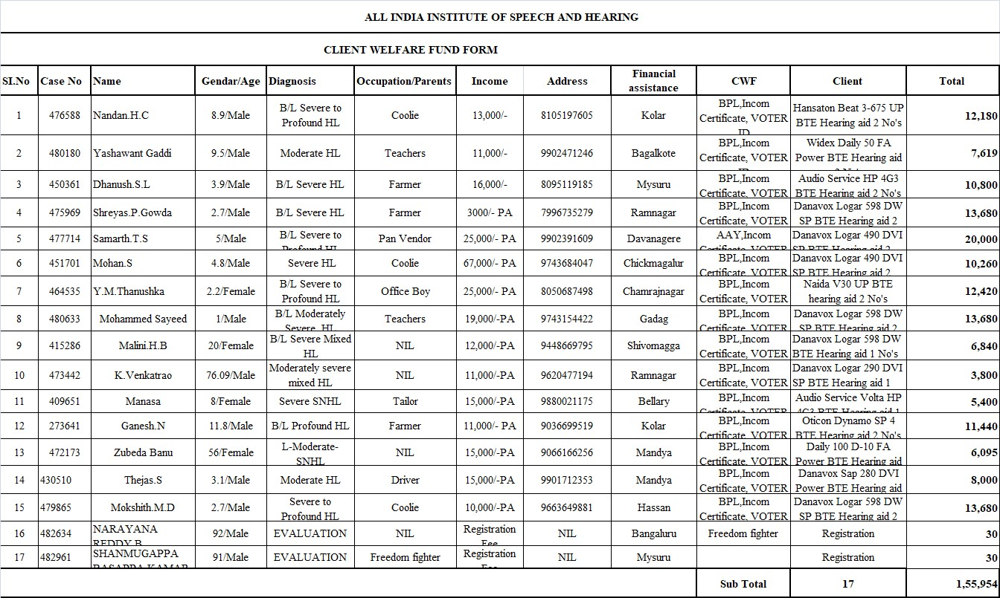 ALL INDIA INSTITUTE OF SPEECH AND HEARING
CLIENT WELFARE FUND FORM
SI.No Case No Name Gendar/Age Diagnosis Occupation/Parents Income Address Financial assistance CWF Client Total
1 476588 Nandan.H.C 8.9/Male B/L Severe to Profound HL Coolie 13,000/- 8105197605 Kolar BPL,Incom Certificate, VOTER ID Hansaton Beat 3-675 UP BTE Hearing aid 2 No's 12,180
2 480180 Yashawant Gaddi 9.5/Male Moderate HL Teachers 11,000/- 9902471246 Bagalkote BPL,Incom Certificate, VOTER Widex Daily 50 FA Power BTE Hearing aid 7,619
3 450361 Dhanush.S.L 3.9/Male B/L Severe HL Farmer 16,000/- 8095119185 Mysuru BPL,Incom Certificate, VOTER Audio Service HP 4G3 BTE Hearing aid 2 No's 10,800
4 475969 Shreyas.P.Gowda 2.7/Male B/L Severe HL Farmer 3000/- PA 7996735279 Ramnagar BPL,Incom Certificate, VOTER Danavox Logar 598 DW SP BTE Hearing aid 2 13,680
5 477714 Samarth.T.S 5/Male B/L Severe to Profound HL Pan Vendor 25,000/- PA 9902391609 Davanagere AAY,Incom Certificate, VOTER Danavox Logar 490 DVI SP BTE Hearing aid 2 20,000
6 451701 Mohan.S 4.8/Male Severe HL Coolie 67,000/- PA 9743684047 Chickmagalur BPL,Incom Certificate, VOTER Danavox Logar 490 DVI SP BTE Hearing aid 2 10,260
7 464535 Y.M.Thanushka 2.2/Female B/L Severe to Profound HL Office Boy 25,000/- PA 8050687498 Chamrajnagar BPL,Incom Certificate, VOTER Naida V30 UP BTE hearing aid 2 No's 12,420
8 480633 Mohammed Sayeed 1/Male B/L Moderately Severe HL Teachers 19,000/-PA 9743154422 Gadag BPL,Incom Certificate, VOTER Danavox Logar 598 DW SP BTE Hearing aid 2 13,680
9 415286 Malini.H.B 20/Female B/L Severe Mixed HL NIL 12,000/-PA 9448669795 Shivomagga BPL,Incom Certificate, VOTER Danavox Logar 598 DW BTE Hearing aid 1 No's 6,840
10 473442 K.Venkatrao 76.09/Male Moderately severe mixed HL NIL 11,000/-PA 9620477194 Ramnagar BPL,Incom Certificate, VOTER Danavox Logar 290 DVI SP BTE Hearing aid 1 3,800
11 409651 Manasa 8/Female Severe SNHL Tailor 15,000/-PA 9880021175 Bellary BPL,Incom Certificate, VOTER Audio Service Volta HP 4G3 BTE Hearing aid 1 5,400
12 273641 Ganesh.N 11.8/Male B/L Profound HL Farmer 11,000/- PA 9036699519 Kolar BPL,Incom Certificate, VOTER Oticon Dynamo SP 4 BTE Hearing aid 2 No's 11,440
13 472173 Zubeda Banu 56/Female L-Moderate- SNHL NIL 15,000/-PA 9066166256 Mandya BPL,Incom Certificate, VOTER Daily 100 D-10 FA Power BTE Hearing aid 6,095
14 430510 Thejas.S 3.1/Male Moderate HL Driver 15,000/-PA 9901712353 Mandya BPL,Incom Certificate, VOTER Danavox Sap 280 DVI Power BTE Hearing aid 8,000
15 479865 Mokshith.M.D 2.7/Male Severe to Profound HL Coolie 10,000/-PA 9663649881 Hassan BPL,Incom Certificate, VOTER Danavox Logar 598 DW SP BTE Hearing aid 2 13,680
16 482634 NARAYANA REDDY B 92/Male EVALUATION NIL Registration Fee NIL Bangaluru Freedom fighter Registration 30
17 482961 SHANMUGAPPA BASAPPA KAMAR 91/Male EVALUATION Freedom fighter Registration Fee NIL Mysuru Registration 30
Sub Total 17 1,55,954